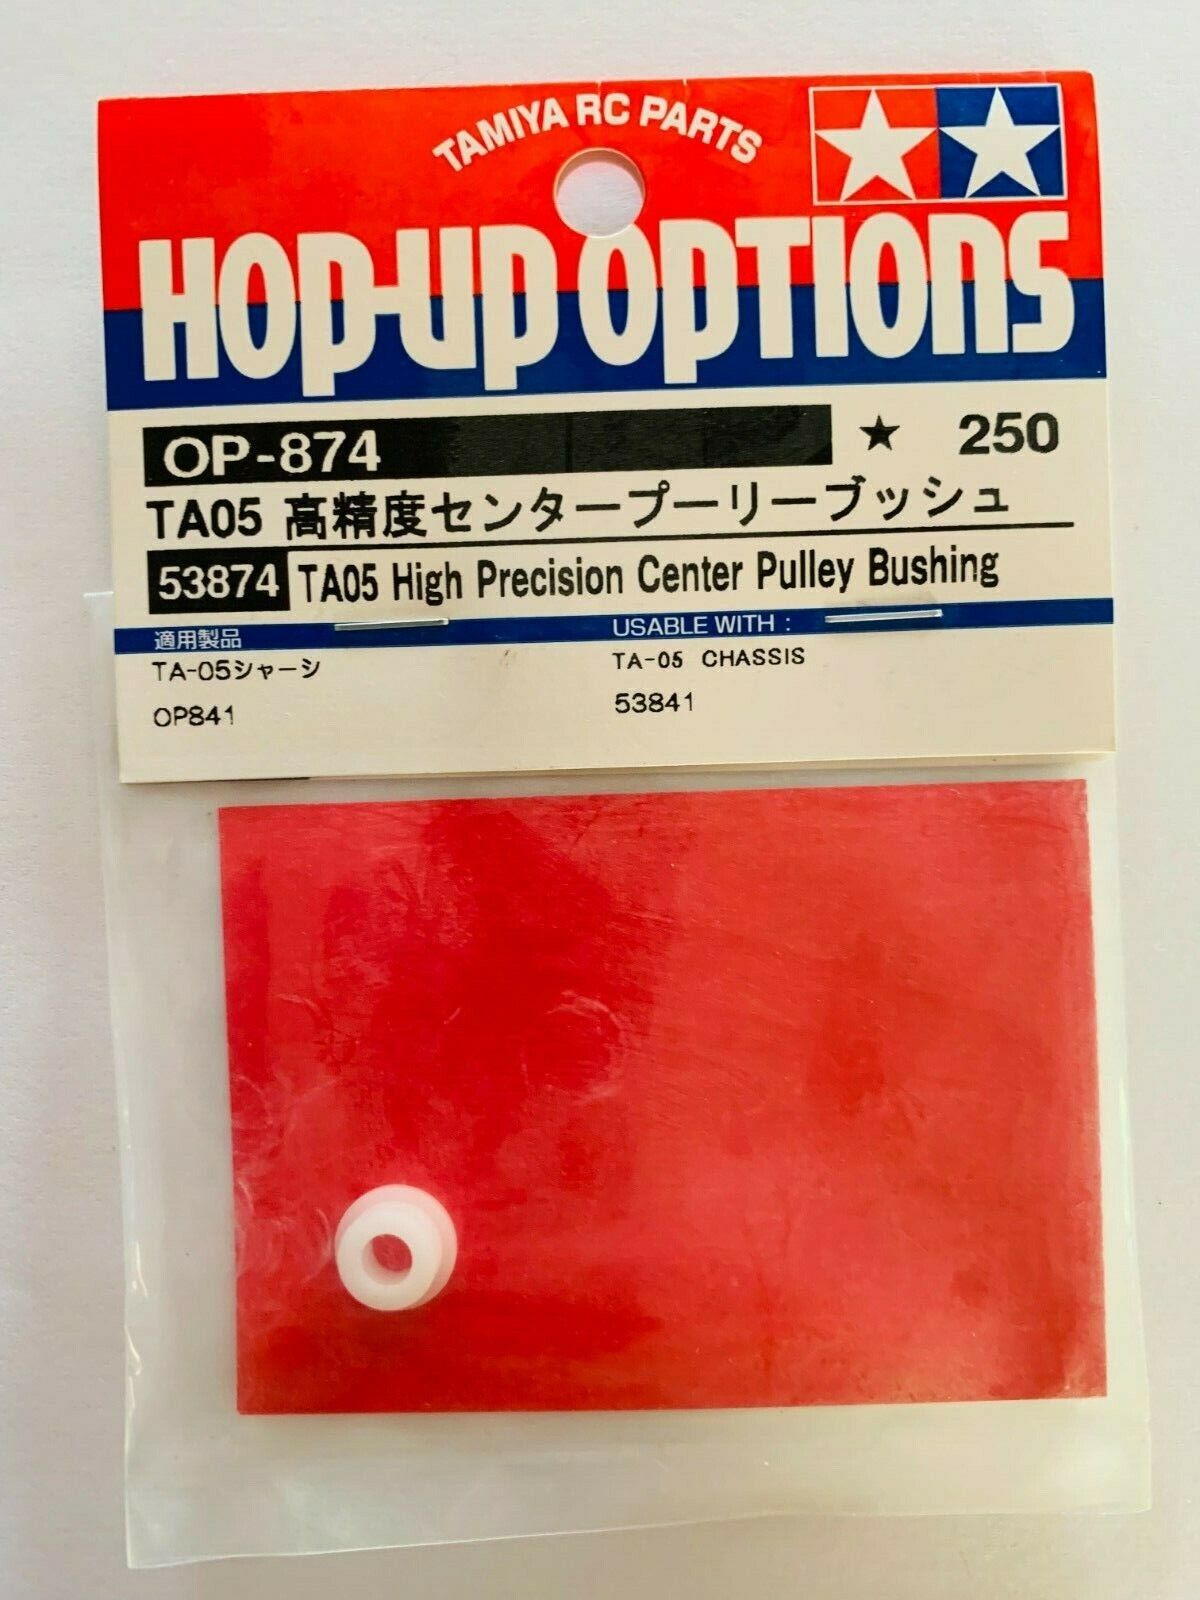 TAMIYA RC PARTS
HOP-UP OPTIONS
OP-874 ★ 250
TA05 高精度センタープーリーブッシュ
53874 TA05 High Precision Center Pulley Bushing
適用製品 USABLE WITH :
TA-05シャーシ TA-05 CHASSIS
OP841 53841